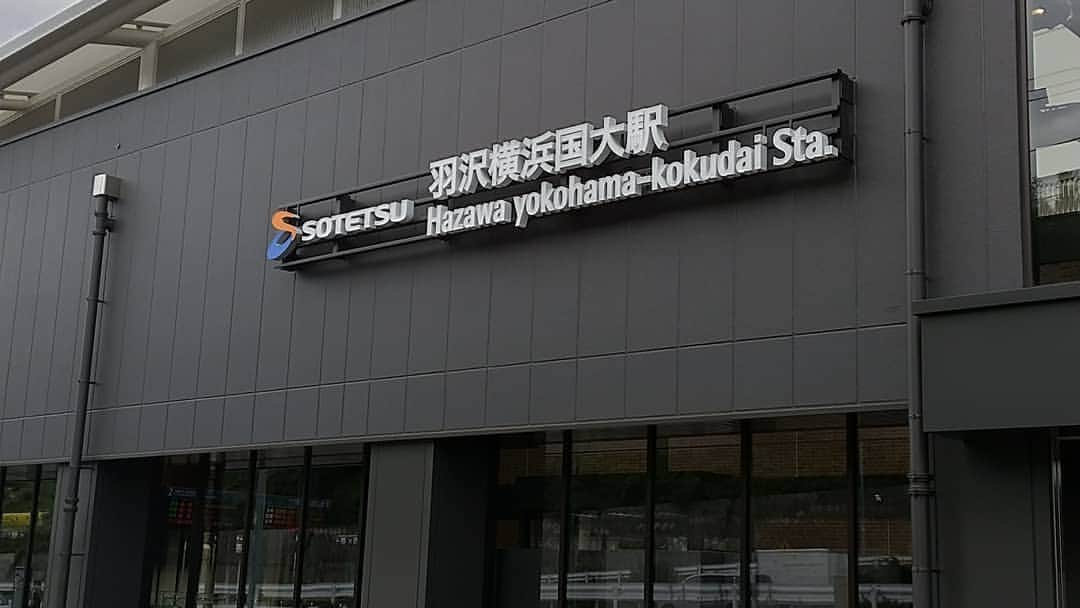 SOTETSU
羽沢横浜国大駅
Hazawa yokohama-kokudai Sta.